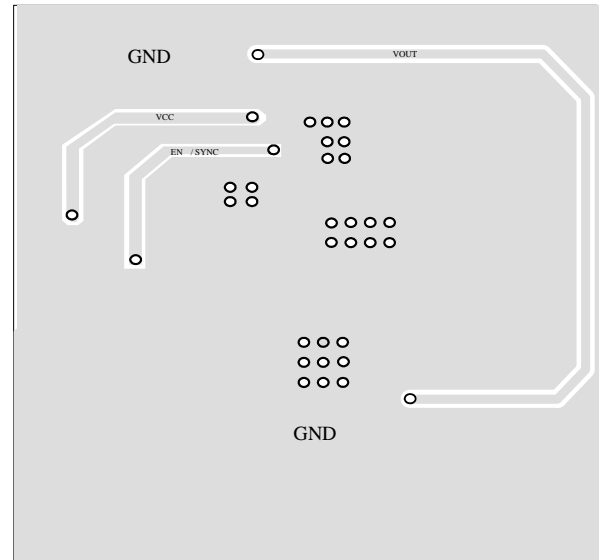 GND
VOUT
VCC
EN / SYNC
GND